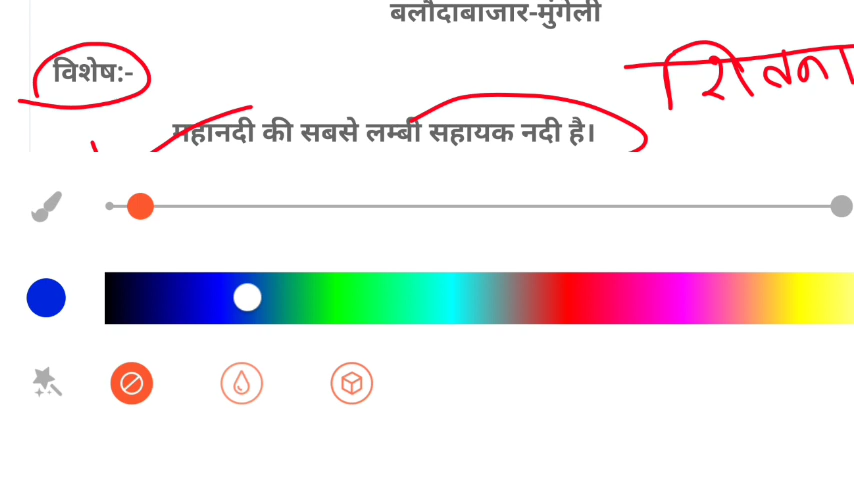 बलौदाबाजार-मुंगेली
विशेष:-
महानदी की सबसे लम्बी सहायक नदी है।